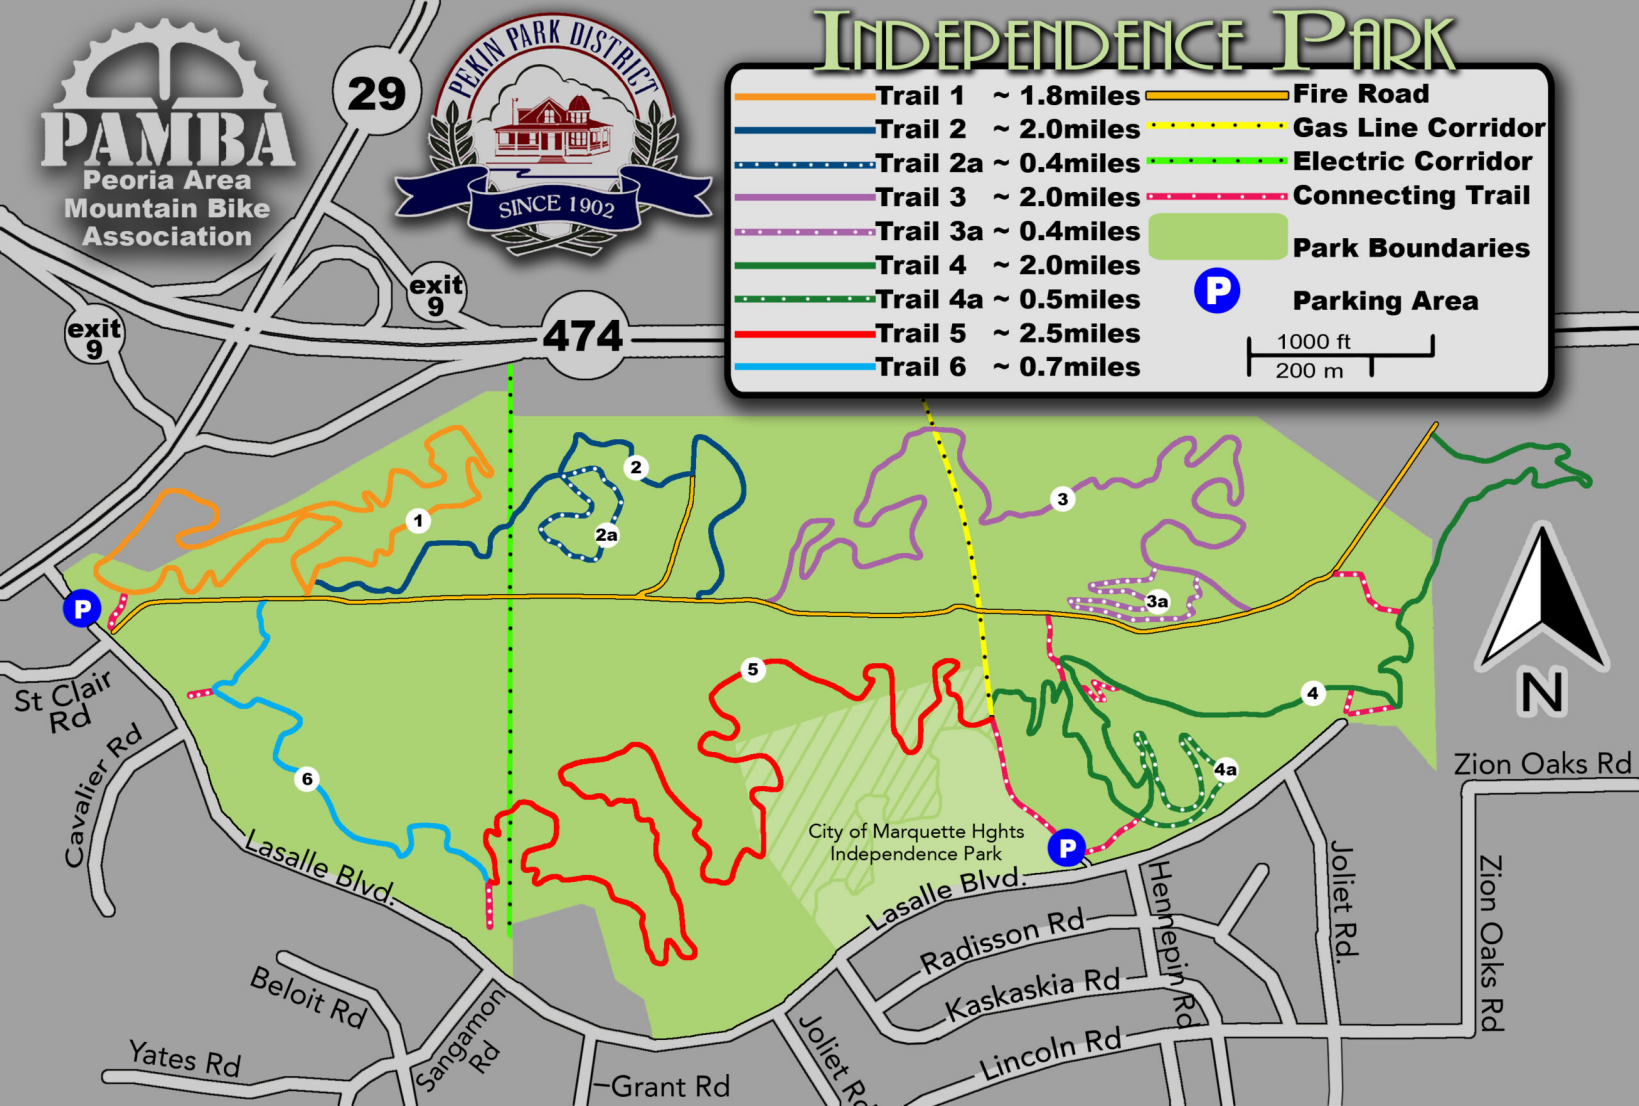 INDEPENDENCE PARK
PAMBA
Peoria Area
Mountain Bike
Association
29
PEKIN PARK DISTRICT
SINCE 1902
Trail 1 ~ 1.8miles
Trail 2 ~ 2.0miles
Trail 2a ~ 0.4miles
Trail 3 ~ 2.0miles
Trail 3a ~ 0.4miles
Trail 4 ~ 2.0miles
Trail 4a ~ 0.5miles
Trail 5 ~ 2.5miles
Trail 6 ~ 0.7miles
Fire Road
Gas Line Corridor
Electric Corridor
Connecting Trail
Park Boundaries
P
Parking Area
1000 ft
200 m
exit
9
exit
9
474
1
2
2a
3
3a
4
4a
5
6
P
P
N
City of Marquette Hghts
Independence Park
St Clair
Rd
Cavalier Rd
Lasalle Blvd.
Lasalle Blvd.
Beloit Rd
Yates Rd
Sangamon
Rd
Grant Rd
Joliet Rd
Radisson Rd
Kaskaskia Rd
Lincoln Rd
Hennepin Rd
Joliet Rd.
Zion Oaks Rd
Zion Oaks Rd